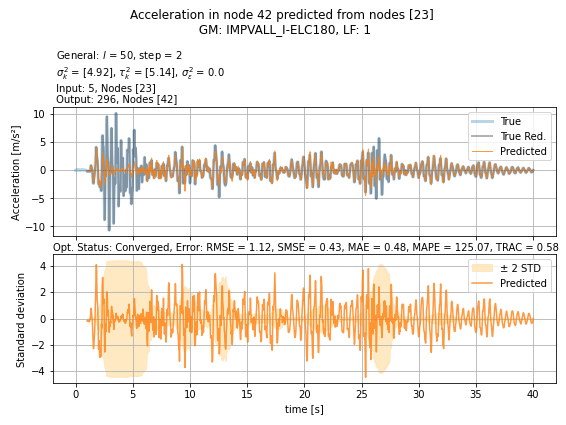 Acceleration in node 42 predicted from nodes [23]
GM: IMPVALL_I-ELC180, LF: 1
General: l = 50, step = 2
σ²ₖ = [4.92], τ²ₖ = [5.14], σ²ε = 0.0
Input: 5, Nodes [23]
Output: 296, Nodes [42]
10
5
0
−5
−10
Acceleration [m/s²]
True
True Red.
Predicted
Opt. Status: Converged, Error: RMSE = 1.12, SMSE = 0.43, MAE = 0.48, MAPE = 125.07, TRAC = 0.58
4
2
0
−2
−4
Standard deviation
± 2 STD
Predicted
0 5 10 15 20 25 30 35 40
time [s]